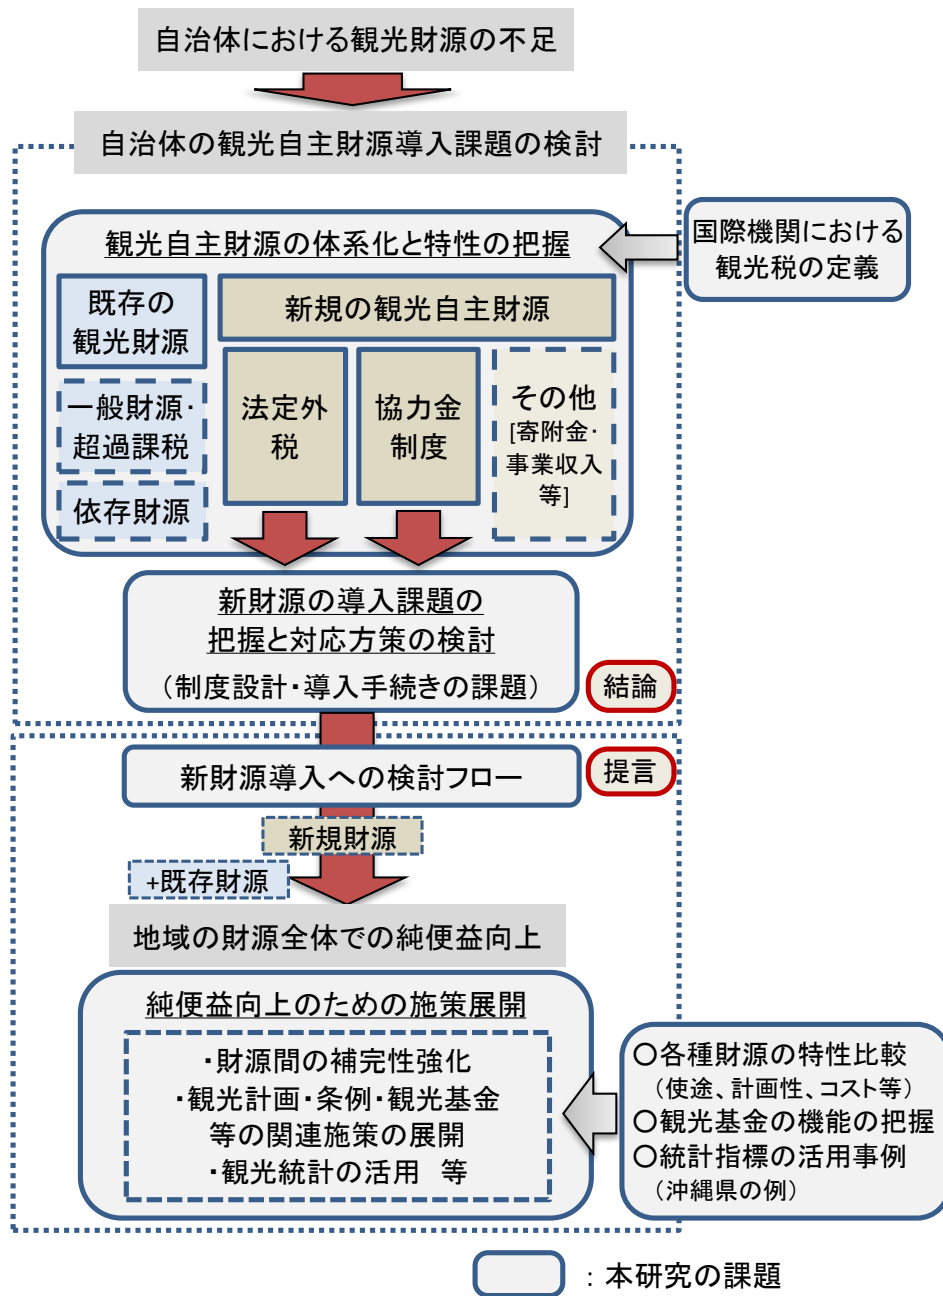 自治体における観光財源の不足
自治体の観光自主財源導入課題の検討
観光自主財源の体系化と特性の把握
国際機関における
観光税の定義
既存の
観光財源
新規の観光自主財源
一般財源・
超過課税
依存財源
法定外
税
協力金
制度
その他
[寄附金・
事業収入
等]
新財源の導入課題の
把握と対応方策の検討
（制度設計・導入手続きの課題）
結論
新財源導入への検討フロー
提言
新規財源
+既存財源
地域の財源全体での純便益向上
純便益向上のための施策展開
・財源間の補完性強化
・観光計画・条例・観光基金
等の関連施策の展開
・観光統計の活用　等
〇各種財源の特性比較
（使途、計画性、コスト等）
〇観光基金の機能の把握
〇統計指標の活用事例
（沖縄県の例）
：本研究の課題